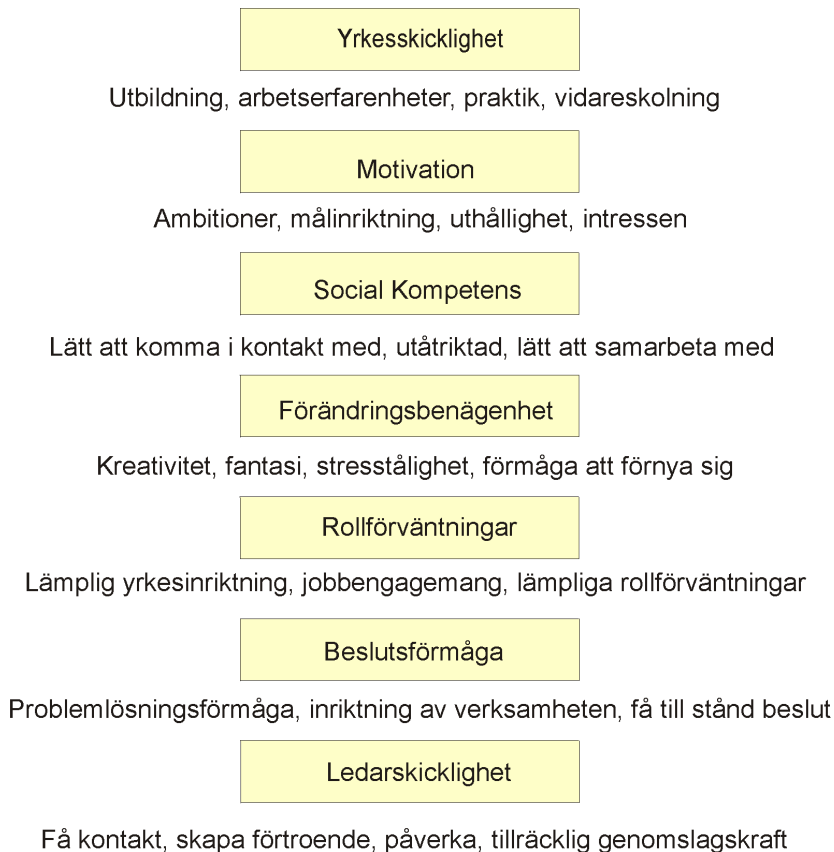 Yrkesskicklighet
Utbildning, arbetserfarenheter, praktik, vidareskolning
Motivation
Ambitioner, målinriktning, uthållighet, intressen
Social Kompetens
Lätt att komma i kontakt med, utåtriktad, lätt att samarbeta med
Förändringsbenägenhet
Kreativitet, fantasi, stresstålighet, förmåga att förnya sig
Rollförväntningar
Lämplig yrkesinriktning, jobbengagemang, lämpliga rollförväntningar
Beslutsförmåga
Problemlösningsförmåga, inriktning av verksamheten, få till stånd beslut
Ledarskicklighet
Få kontakt, skapa förtroende, påverka, tillräcklig genomslagskraft